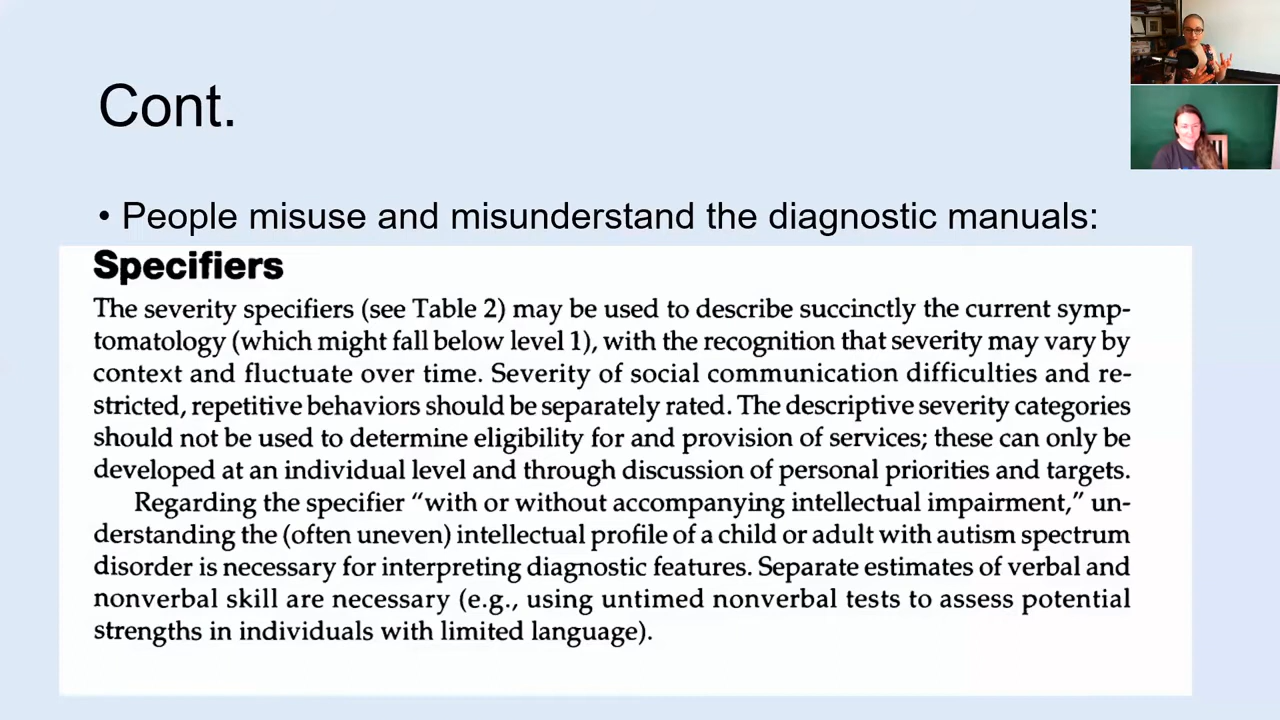 Cont.
• People misuse and misunderstand the diagnostic manuals:
Specifiers
The severity specifiers (see Table 2) may be used to describe succinctly the current symp-
tomatology (which might fall below level 1), with the recognition that severity may vary by
context and fluctuate over time. Severity of social communication difficulties and re-
stricted, repetitive behaviors should be separately rated. The descriptive severity categories
should not be used to determine eligibility for and provision of services; these can only be
developed at an individual level and through discussion of personal priorities and targets.
Regarding the specifier “with or without accompanying intellectual impairment,” un-
derstanding the (often uneven) intellectual profile of a child or adult with autism spectrum
disorder is necessary for interpreting diagnostic features. Separate estimates of verbal and
nonverbal skill are necessary (e.g., using untimed nonverbal tests to assess potential
strengths in individuals with limited language).